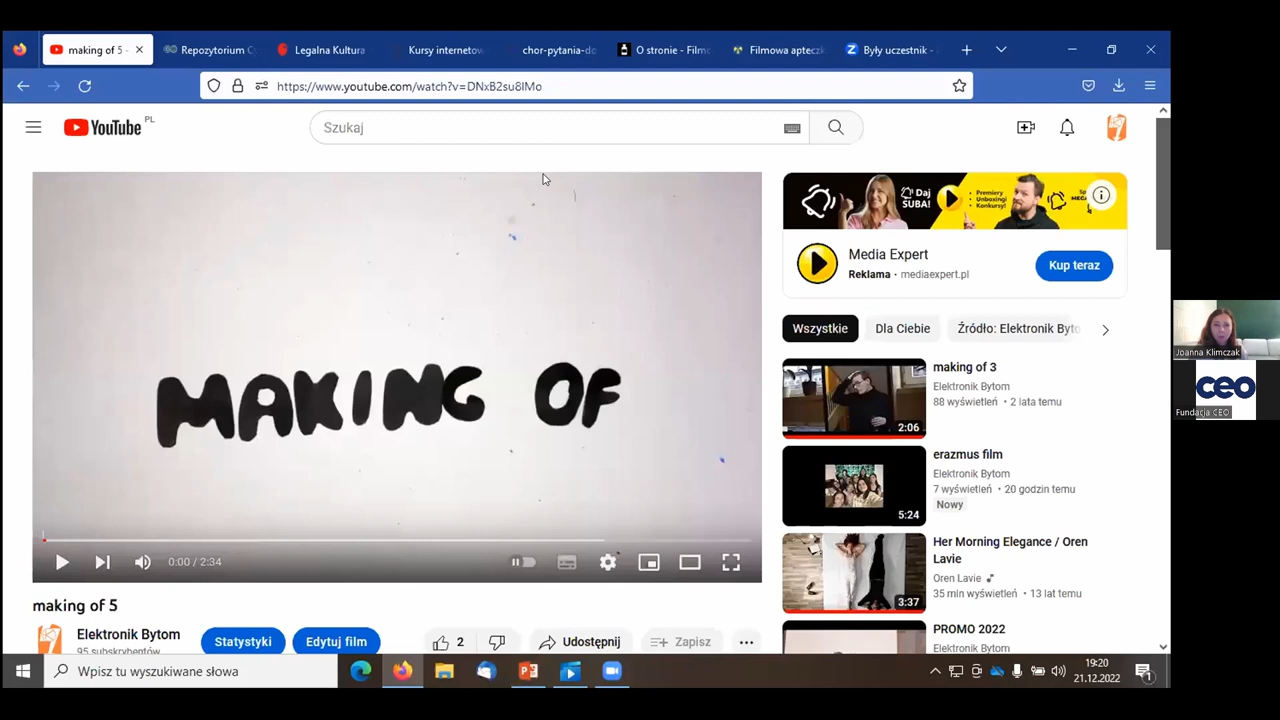 making of 5 -
Repozytorium C
Legalna Kultura
Kursy internetow
chor-pytania-do
O stronie - Filmo
Filmowa apteczk
Były uczestnik -
https://www.youtube.com/watch?v=DNxB2su8IMo
YouTube PL
Szukaj
MAKING OF
0:00 / 2:34
making of 5
Elektronik Bytom
95 subskrybentów
Statystyki
Edytuj film
2
Udostępnij
Zapisz
Daj SUBA!
• Premiery
• Unboxingi
• Konkursy!
Media Expert
Reklama • mediaexpert.pl
Kup teraz
Wszystkie
Dla Ciebie
Źródło: Elektronik Byto
making of 3
Elektronik Bytom
88 wyświetleń • 2 lata temu
2:06
erazmus film
Elektronik Bytom
7 wyświetleń • 20 godzin temu
Nowy
5:24
Her Morning Elegance / Oren
Lavie
Oren Lavie
35 mln wyświetleń • 13 lat temu
3:37
PROMO 2022
Elektronik Bytom
Joanna Klimczak
ceo
Fundacja CEO
Wpisz tu wyszukiwane słowa
19:20
21.12.2022
1